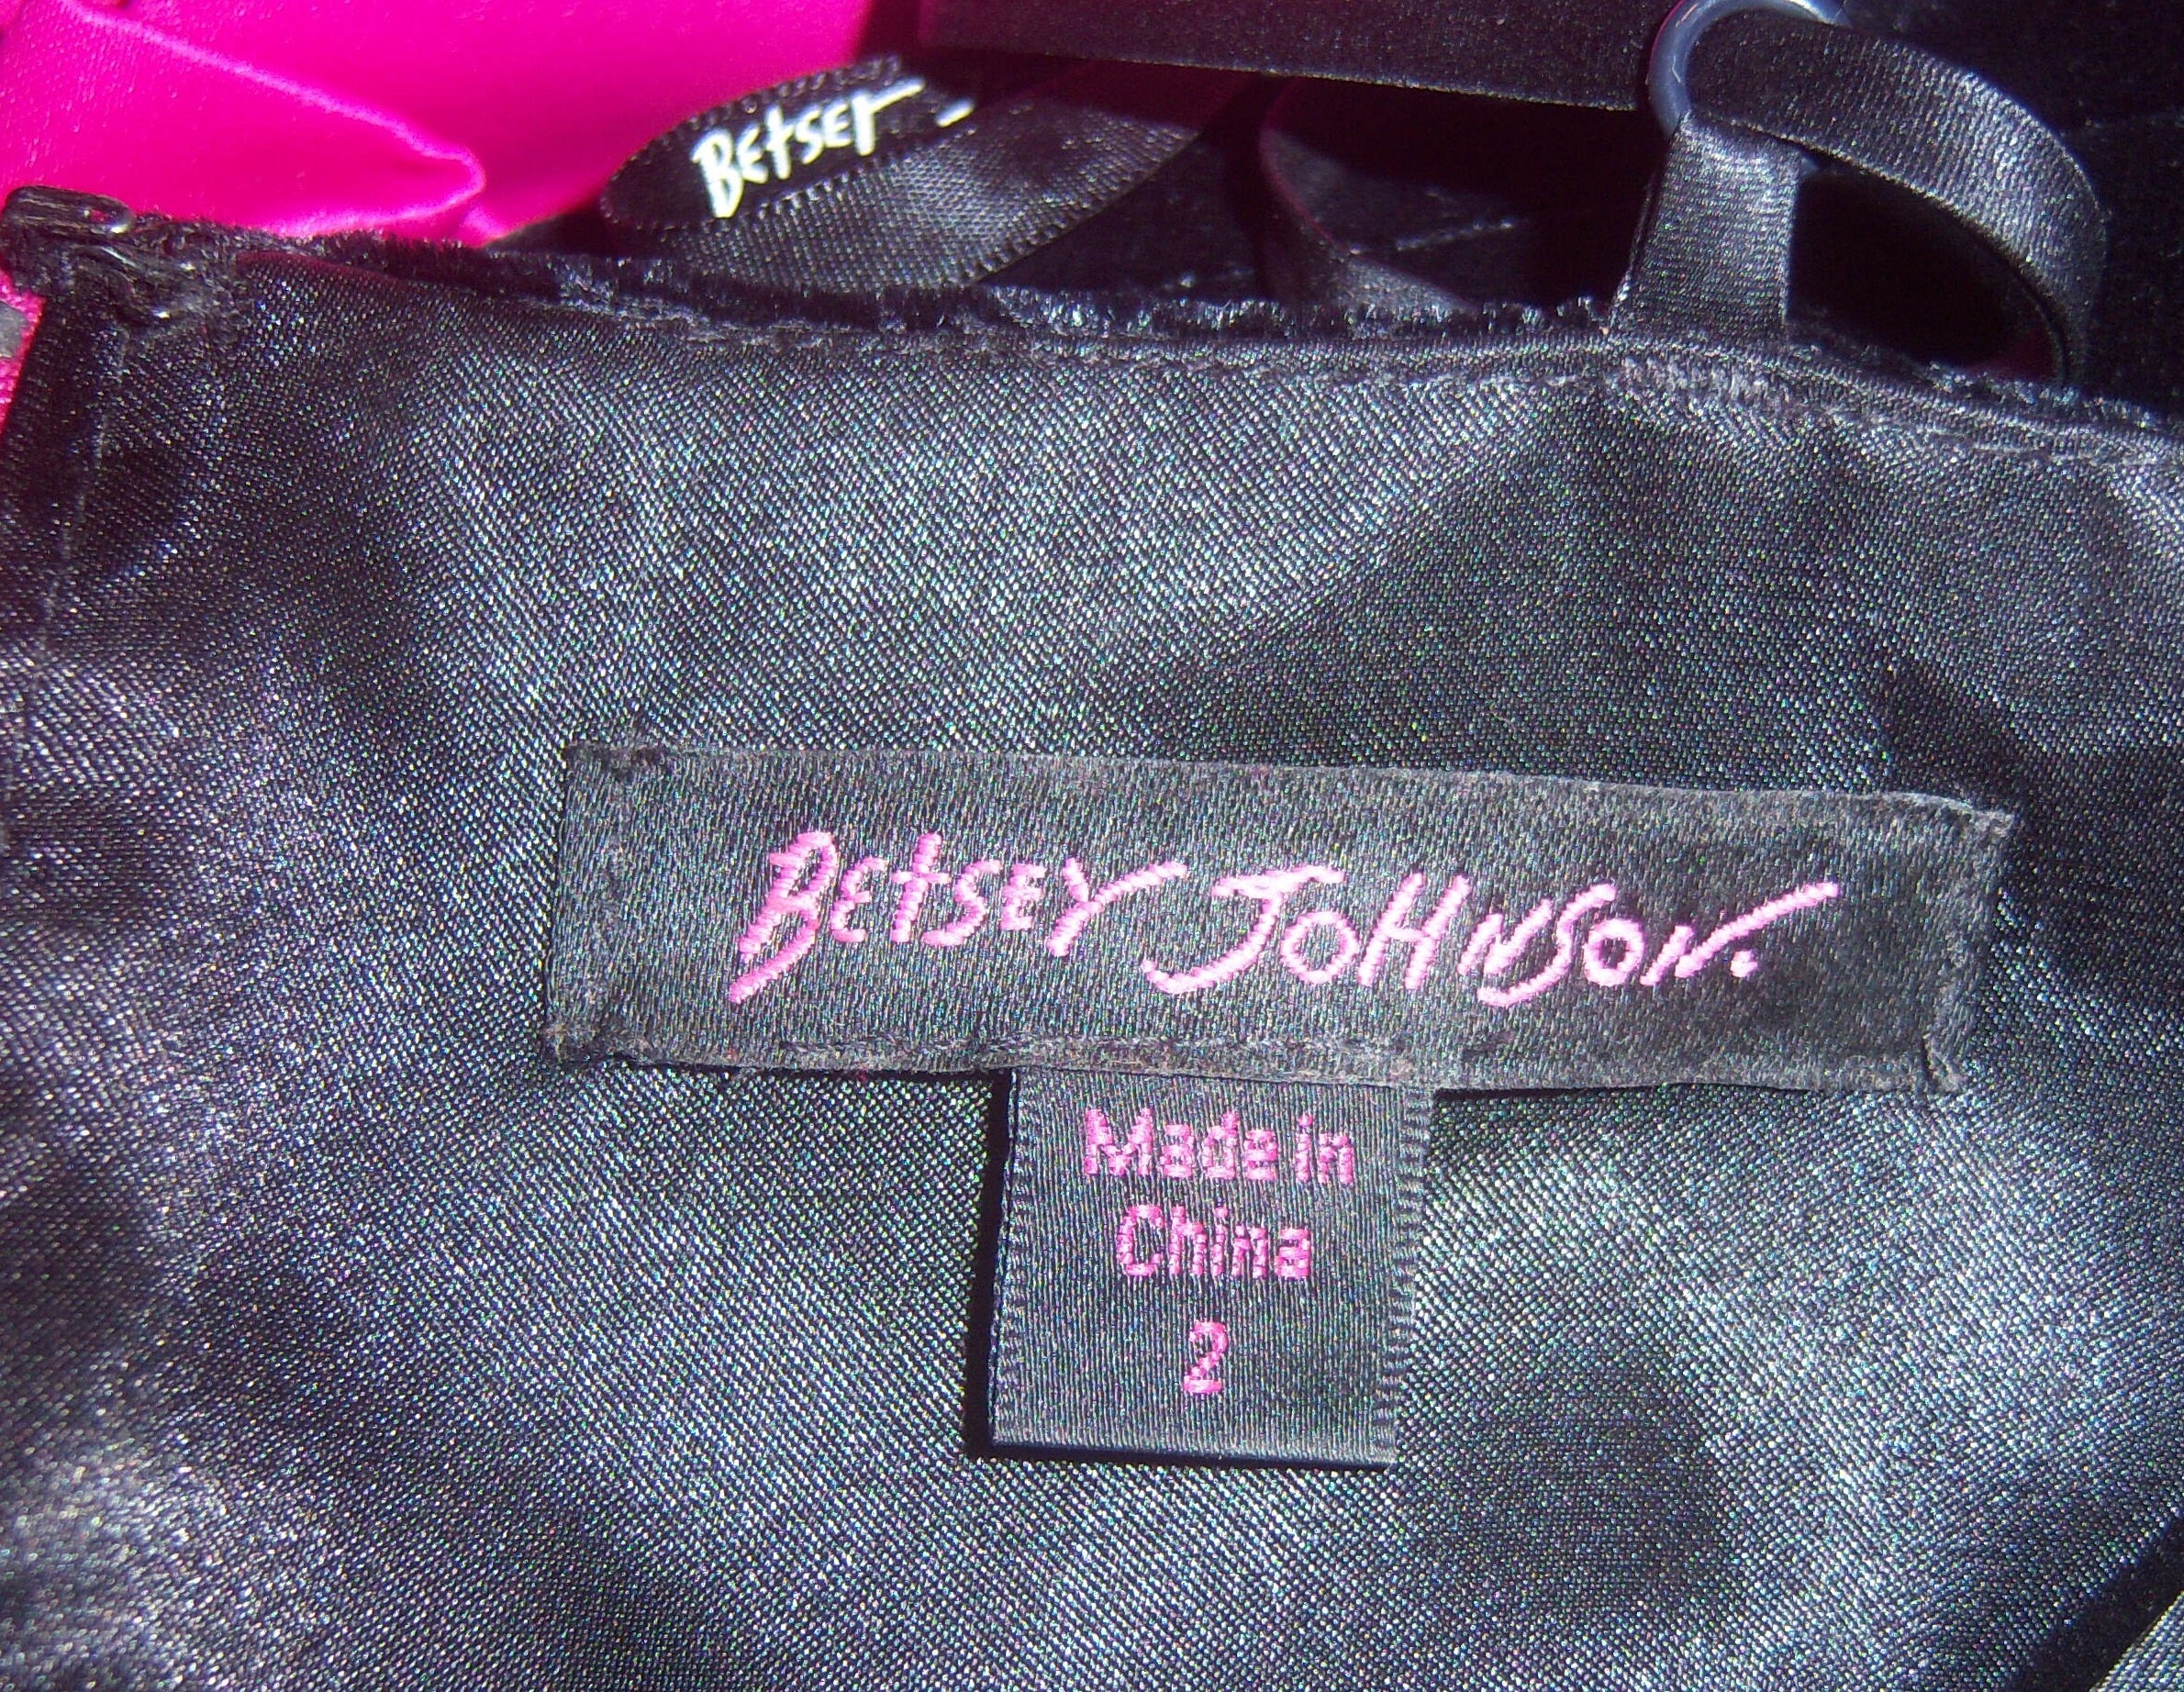 BEtSEY
BEtSEY JOHNSON.
Made in
China
2